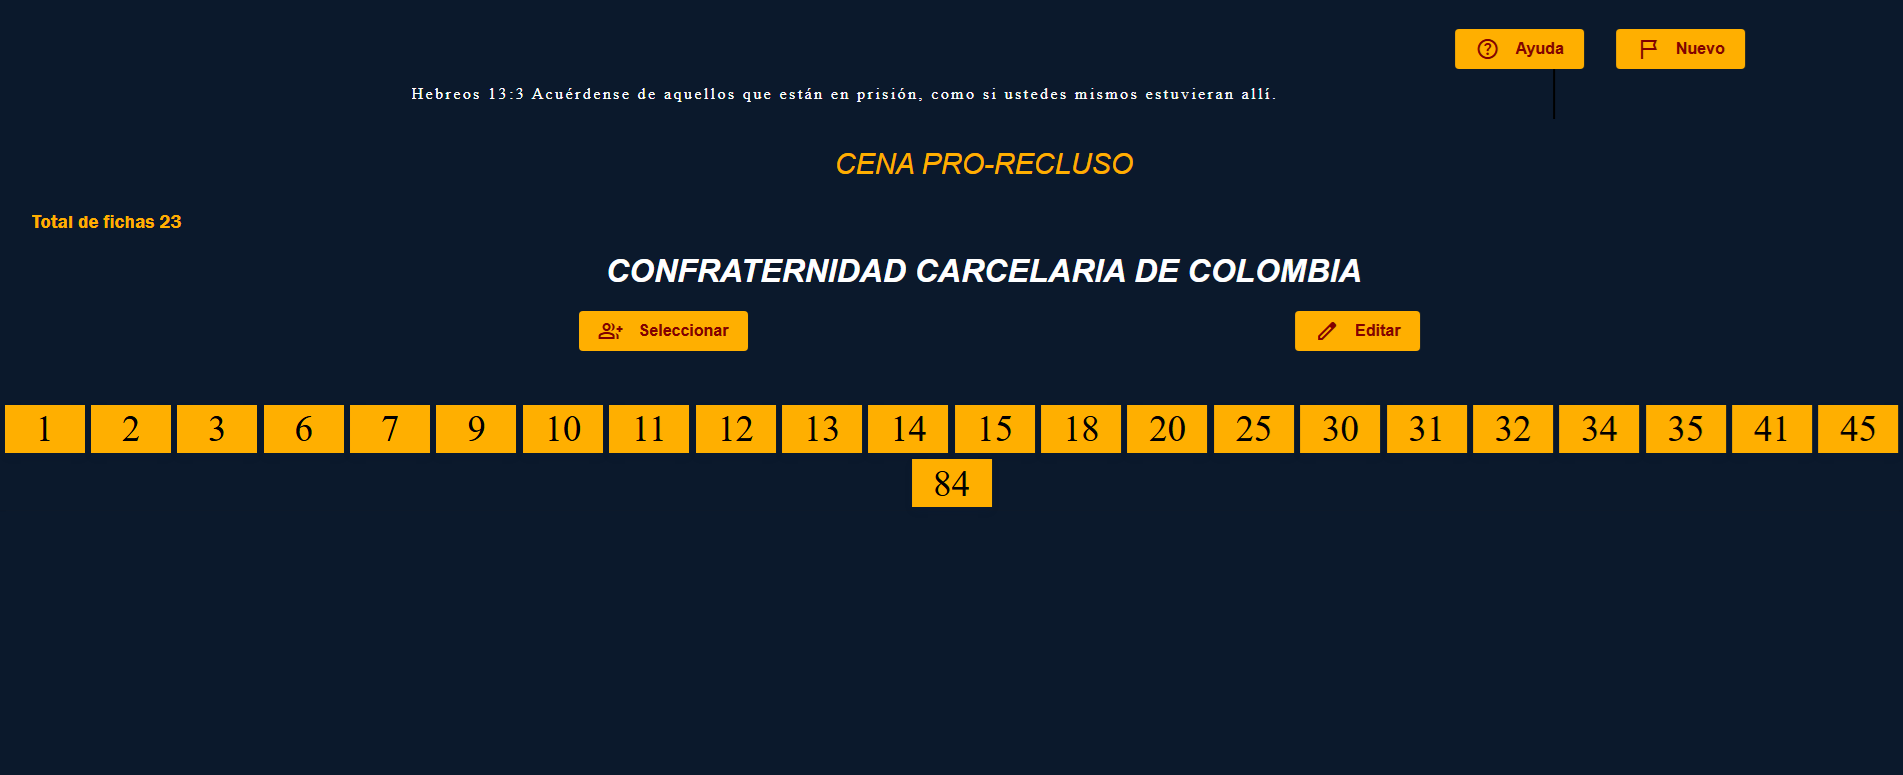 Ayuda Nuevo
Hebreos 13:3 Acuérdense de aquellos que están en prisión, como si ustedes mismos estuvieran allí.
CENA PRO-RECLUSO
Total de fichas 23
CONFRATERNIDAD CARCELARIA DE COLOMBIA
Seleccionar Editar
1 2 3 6 7 9 10 11 12 13 14 15 18 20 25 30 31 32 34 35 41 45
84